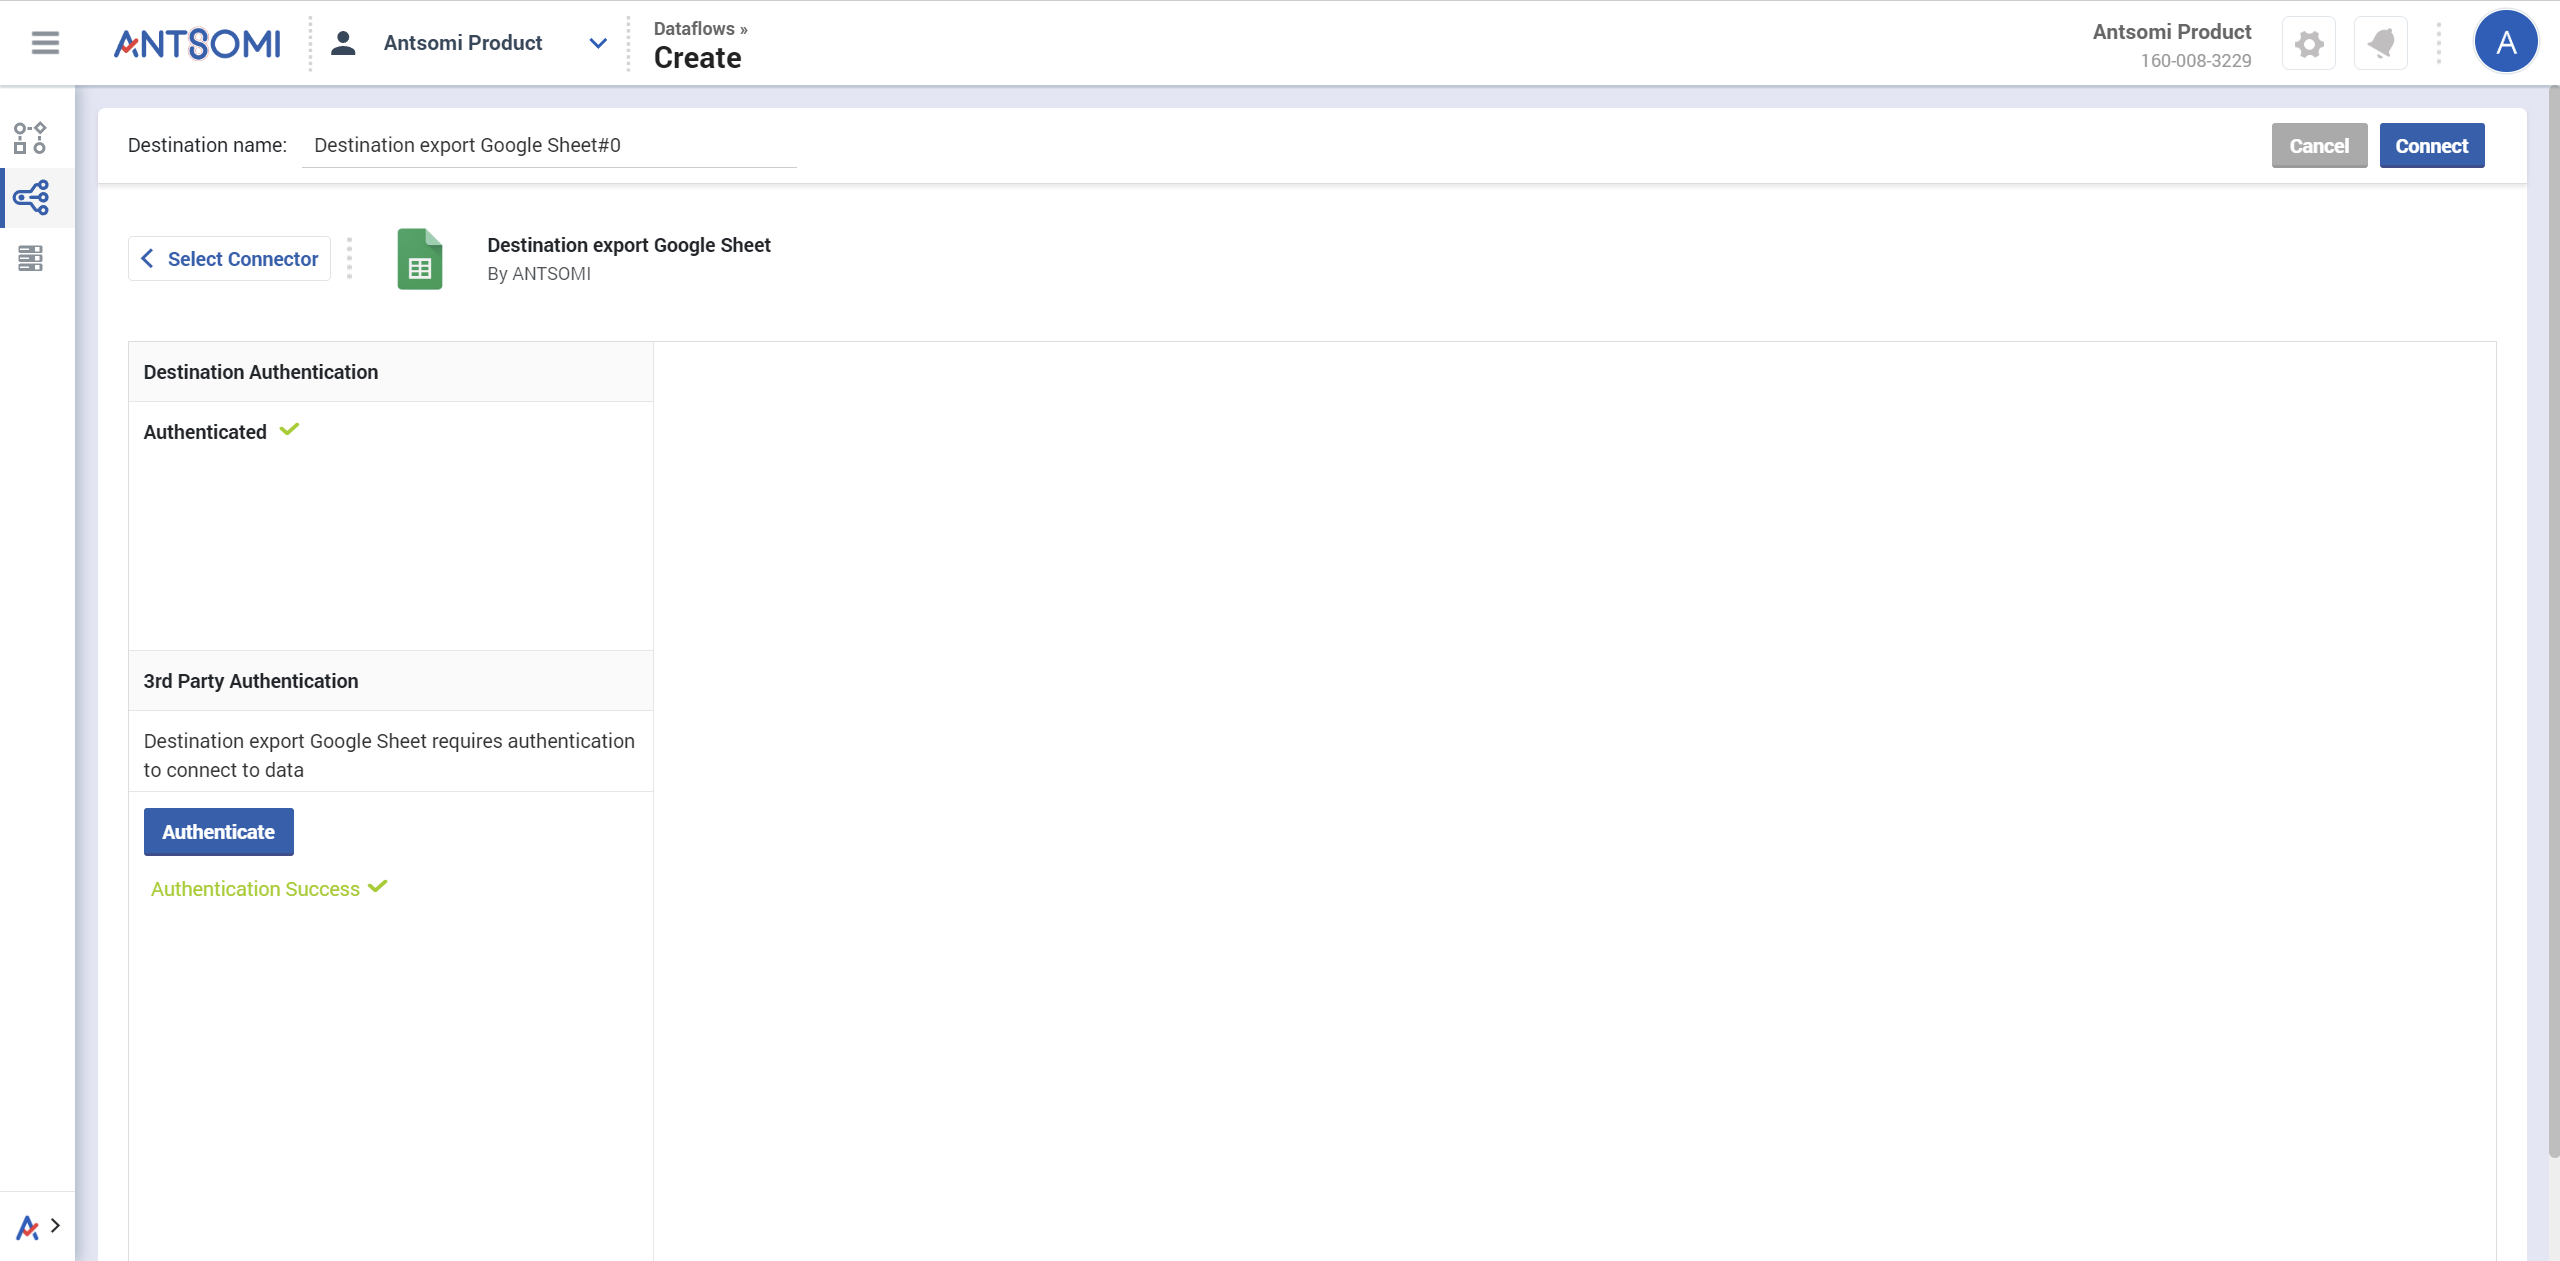 ANTSOMI
Antsomi Product
Dataflows »
Create
Antsomi Product
160-008-3229
A
Destination name: Destination export Google Sheet#0
Cancel
Connect
Select Connector
Destination export Google Sheet
By ANTSOMI
Destination Authentication
Authenticated
3rd Party Authentication
Destination export Google Sheet requires authentication
to connect to data
Authenticate
Authentication Success